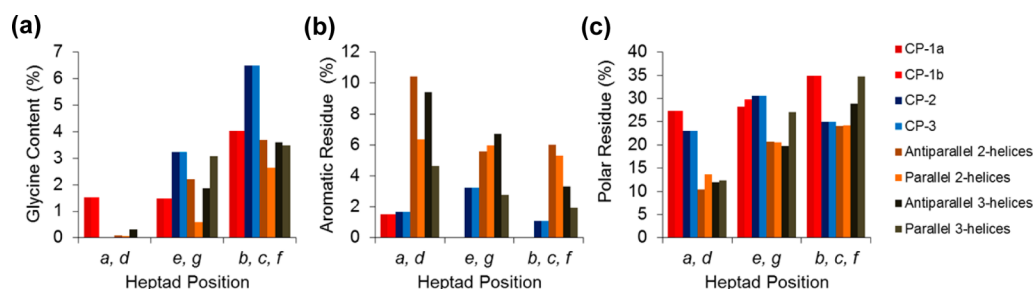 (a)
Glycine Content (%)
7
6
5
4
3
2
1
0
a, d
e, g
b, c, f
Heptad Position
(b)
Aromatic Residue (%)
12
10
8
6
4
2
0
a, d
e, g
b, c, f
Heptad Position
(c)
Polar Residue (%)
40
35
30
25
20
15
10
5
0
a, d
e, g
b, c, f
Heptad Position
CP-1a
CP-1b
CP-2
CP-3
Antiparallel 2-helices
Parallel 2-helices
Antiparallel 3-helices
Parallel 3-helices